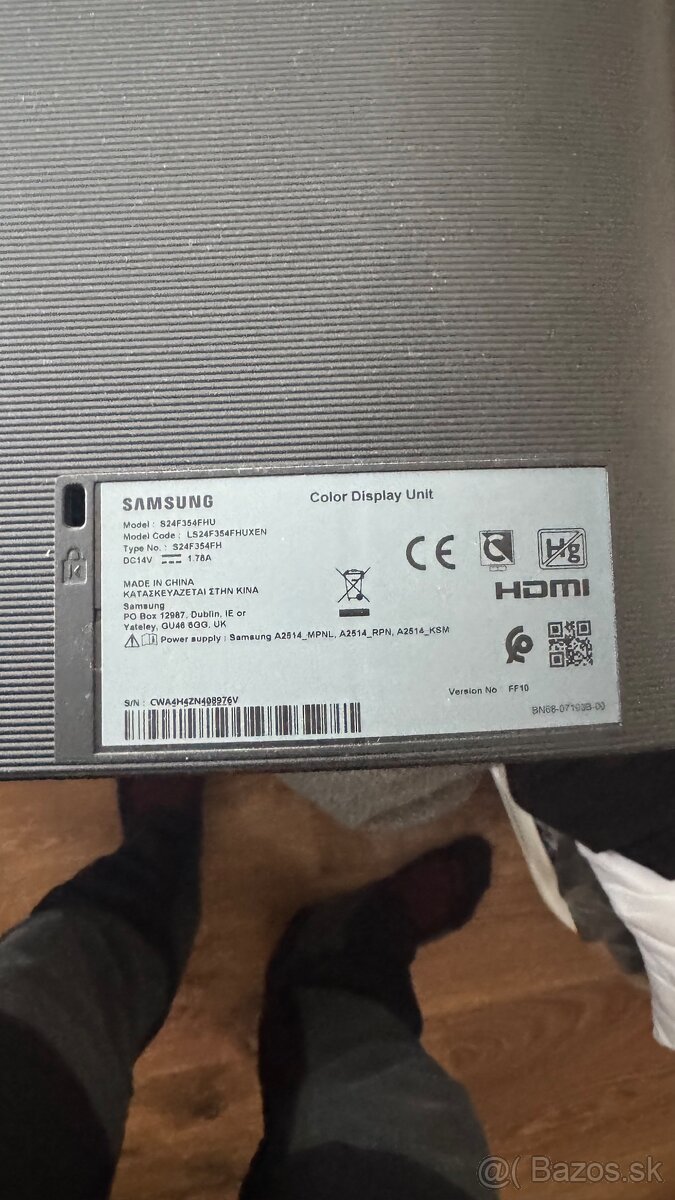 SAMSUNG
Color Display Unit
Model : S24F354FHU
Model Code : LS24F354FHUXEN
Type No. : S24F354FH
DC14V 1.78A
MADE IN CHINA
ΚΑΤΑΣΚΕΥΑΖΕΤΑΙ ΣΤΗΝ ΚΙΝΑ
Samsung
PO Box 12987, Dublin, IE or
Yateley, GU46 6GG, UK
Power supply : Samsung A2514_MPNL, A2514_RPN, A2514_KSM
CE
Hg
HDMI
S/N : CWA4H4ZN408976V
Version No FF10
BN68-07190B-00
@( Bazos.sk